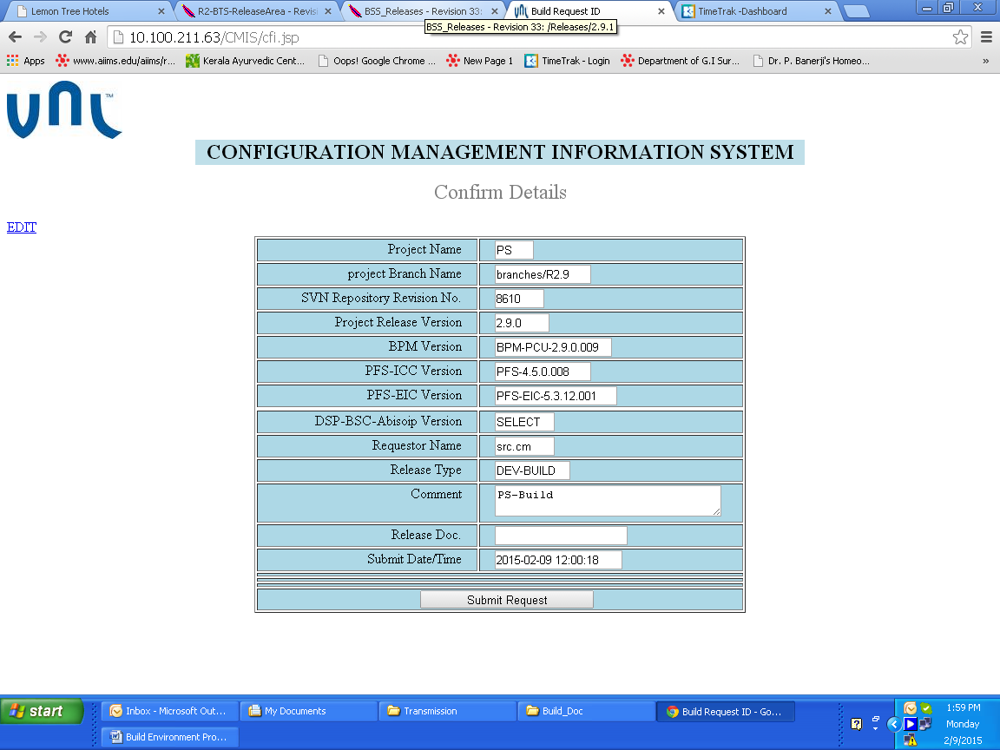 Lemon Tree Hotels
R2-BTS-ReleaseArea - Revisi
BSS_Releases - Revision 33:
Build Request ID
TimeTrak -Dashboard
BSS_Releases - Revision 33: /Releases/2.9.1
10.100.211.63/CMIS/cfi.jsp
Apps
www.aiims.edu/aiims/r...
Kerala Ayurvedic Cent...
Oops! Google Chrome ...
New Page 1
TimeTrak - Login
Department of G.I Sur...
Dr. P. Banerji's Homeo...
»
vnl™
CONFIGURATION MANAGEMENT INFORMATION SYSTEM
Confirm Details
EDIT
Project Name PS
project Branch Name branches/R2.9
SVN Repository Revision No. 8610
Project Release Version 2.9.0
BPM Version BPM-PCU-2.9.0.009
PFS-ICC Version PFS-4.5.0.008
PFS-EIC Version PFS-EIC-5.3.12.001
DSP-BSC-Abisoip Version SELECT
Requestor Name src.cm
Release Type DEV-BUILD
Comment PS-Build
Release Doc.
Submit Date/Time 2015-02-09 12:00:18
Submit Request
start
Inbox - Microsoft Out...
My Documents
Transmission
Build_Doc
Build Request ID - Go...
Build Environment Pro...
1:59 PM
Monday
2/9/2015